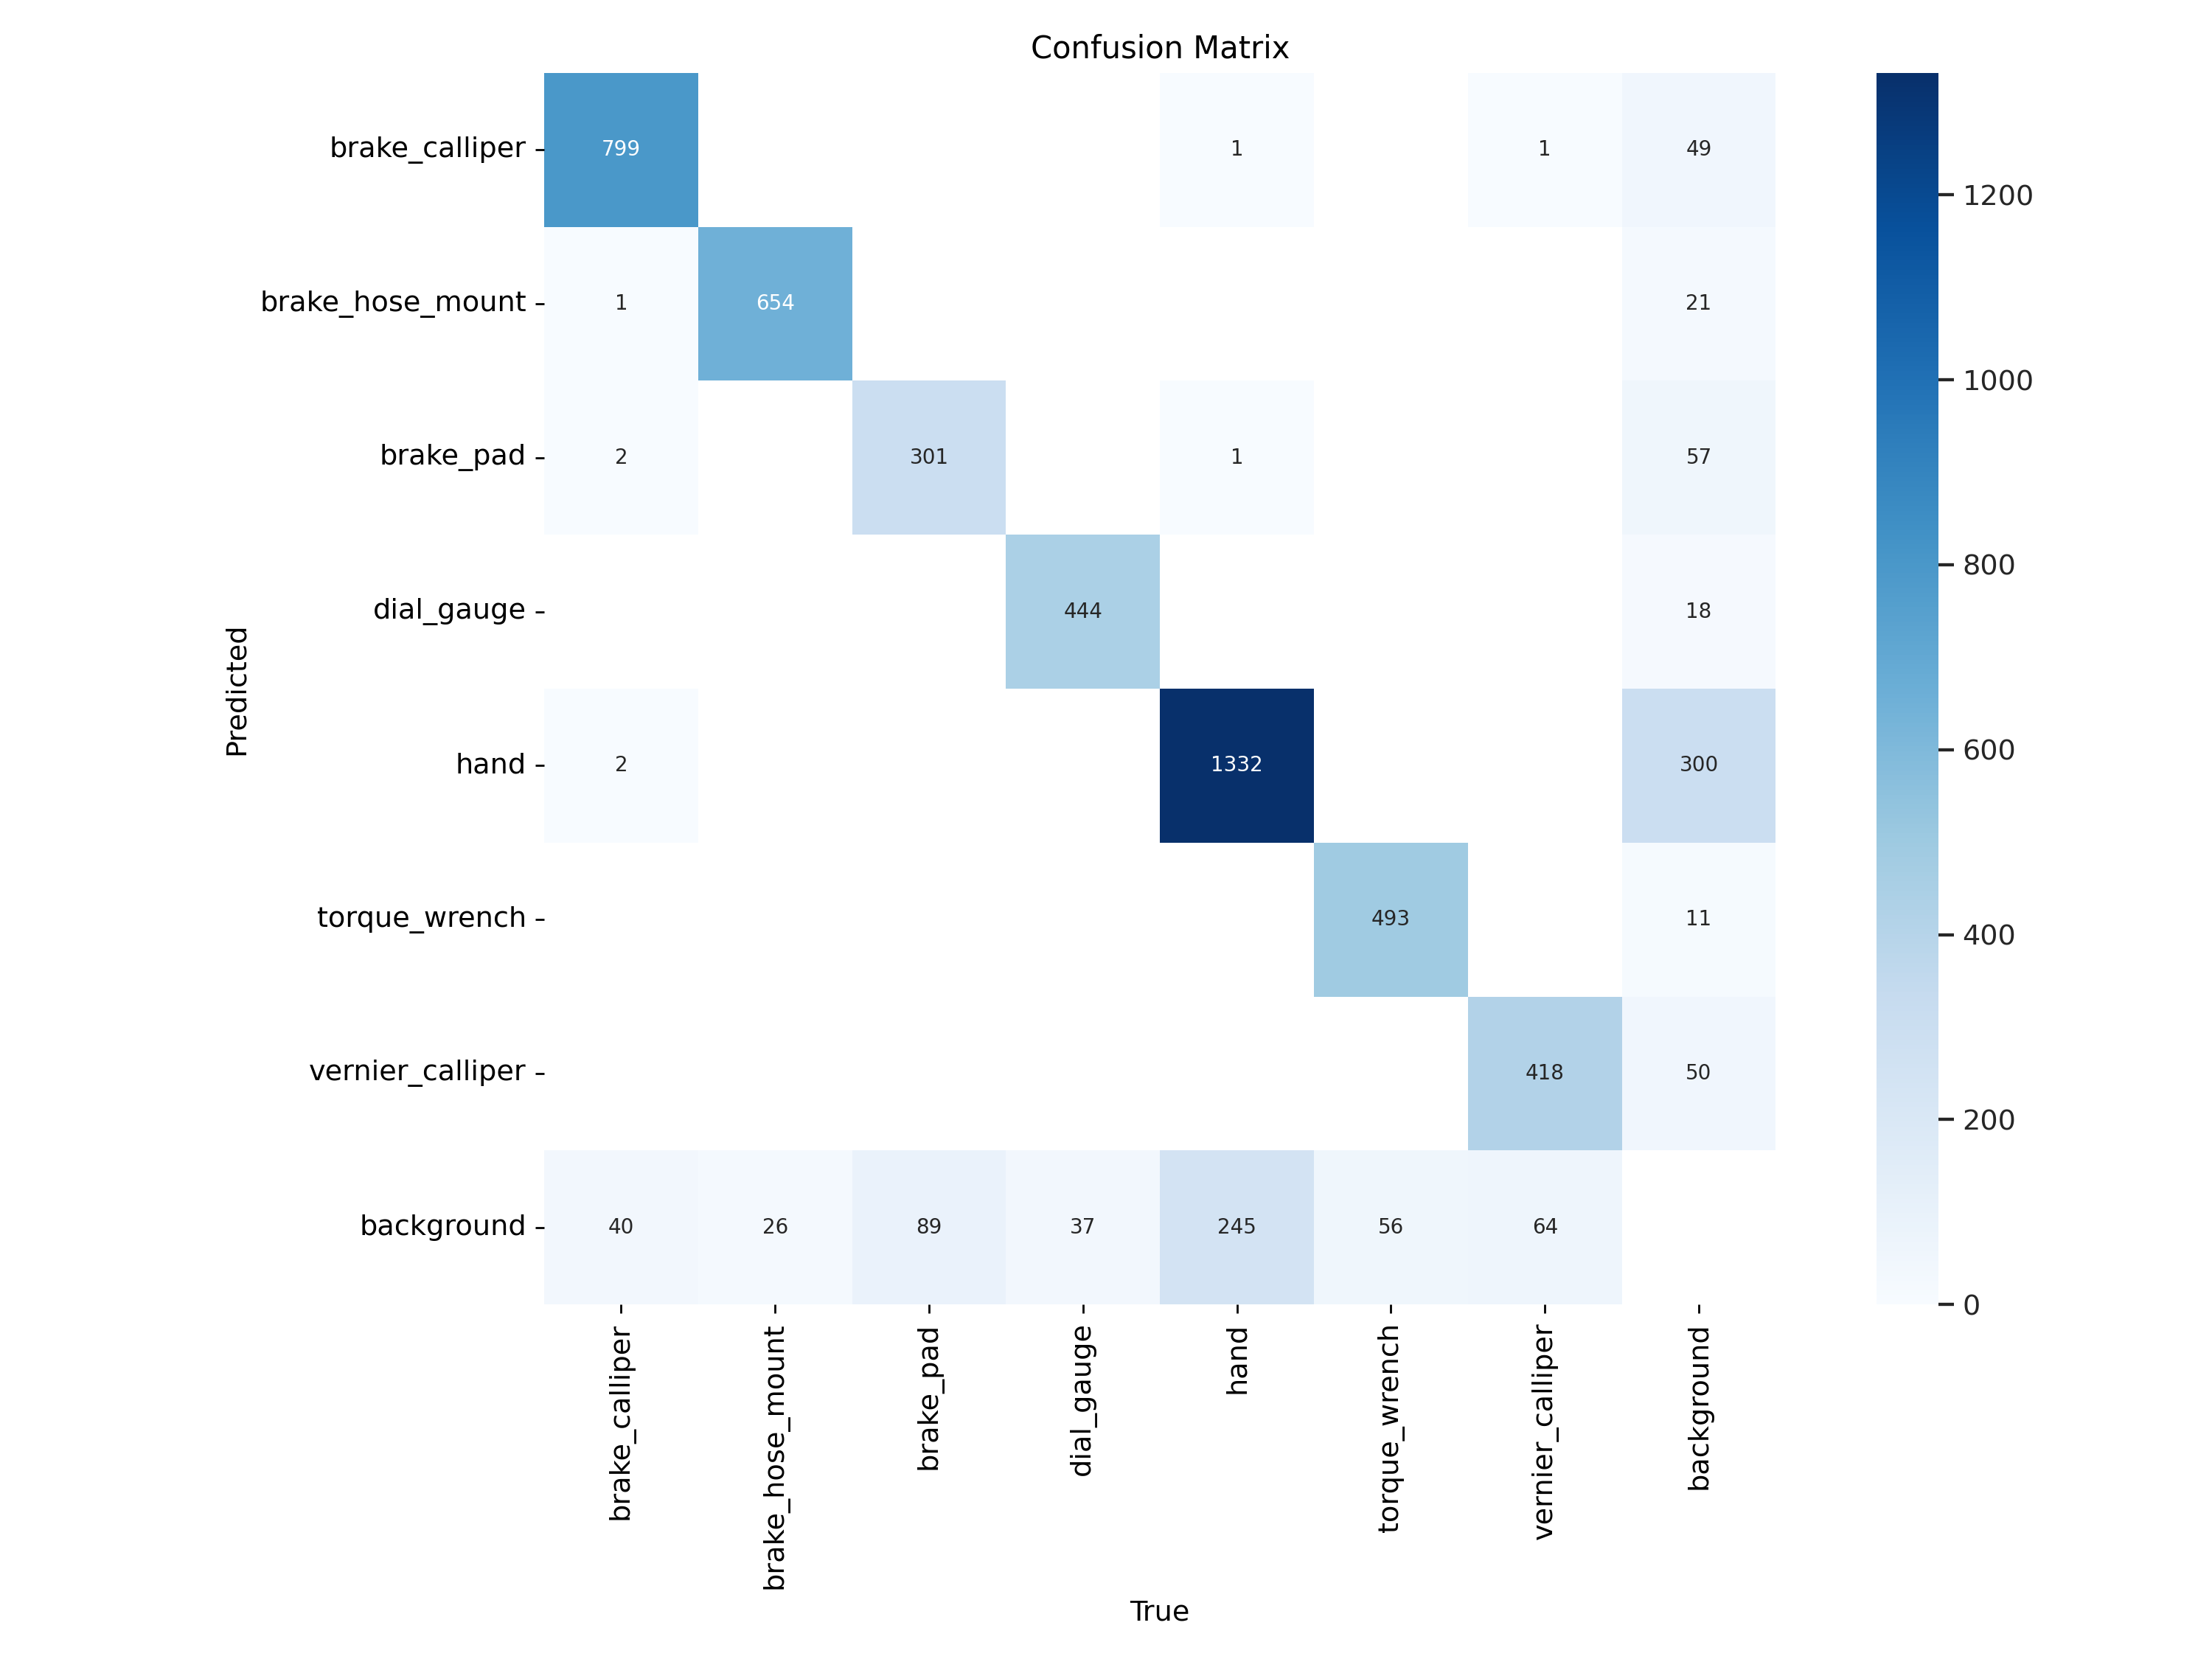 Confusion Matrix
brake_calliper 799 1 1 49
brake_hose_mount 1 654 21
brake_pad 2 301 1 57
dial_gauge 444 18
hand 2 1332 300
torque_wrench 493 11
vernier_calliper 418 50
background 40 26 89 37 245 56 64
Predicted
brake_calliper brake_hose_mount brake_pad dial_gauge hand torque_wrench vernier_calliper background
True
1200
1000
800
600
400
200
0